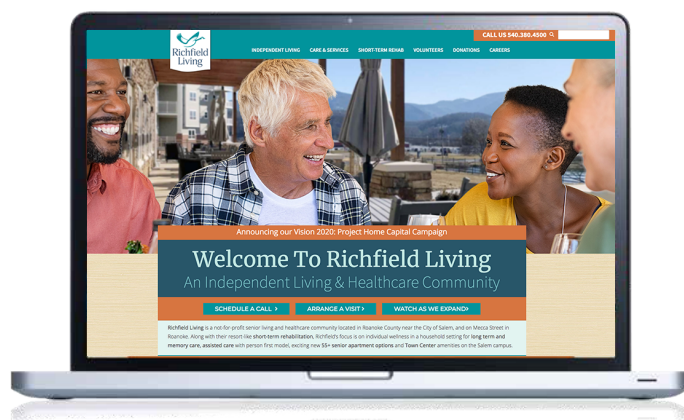 CALL US 540.380.4500
Richfield
Living
INDEPENDENT LIVING CARE & SERVICES SHORT-TERM REHAB VOLUNTEERS DONATIONS CAREERS
Announcing our Vision 2020: Project Home Capital Campaign
Welcome To Richfield Living
An Independent Living & Healthcare Community
SCHEDULE A CALL > ARRANGE A VISIT > WATCH AS WE EXPAND>
Richfield Living is a not-for-profit senior living and healthcare community located in Roanoke County near the City of Salem, and on Mecca Street in
Roanoke. Along with their resort-like short-term rehabilitation, Richfield's focus is on individual wellness in a household setting for long term and
memory care, assisted care with person first model, exciting new 55+ senior apartment options and Town Center amenities on the Salem campus.